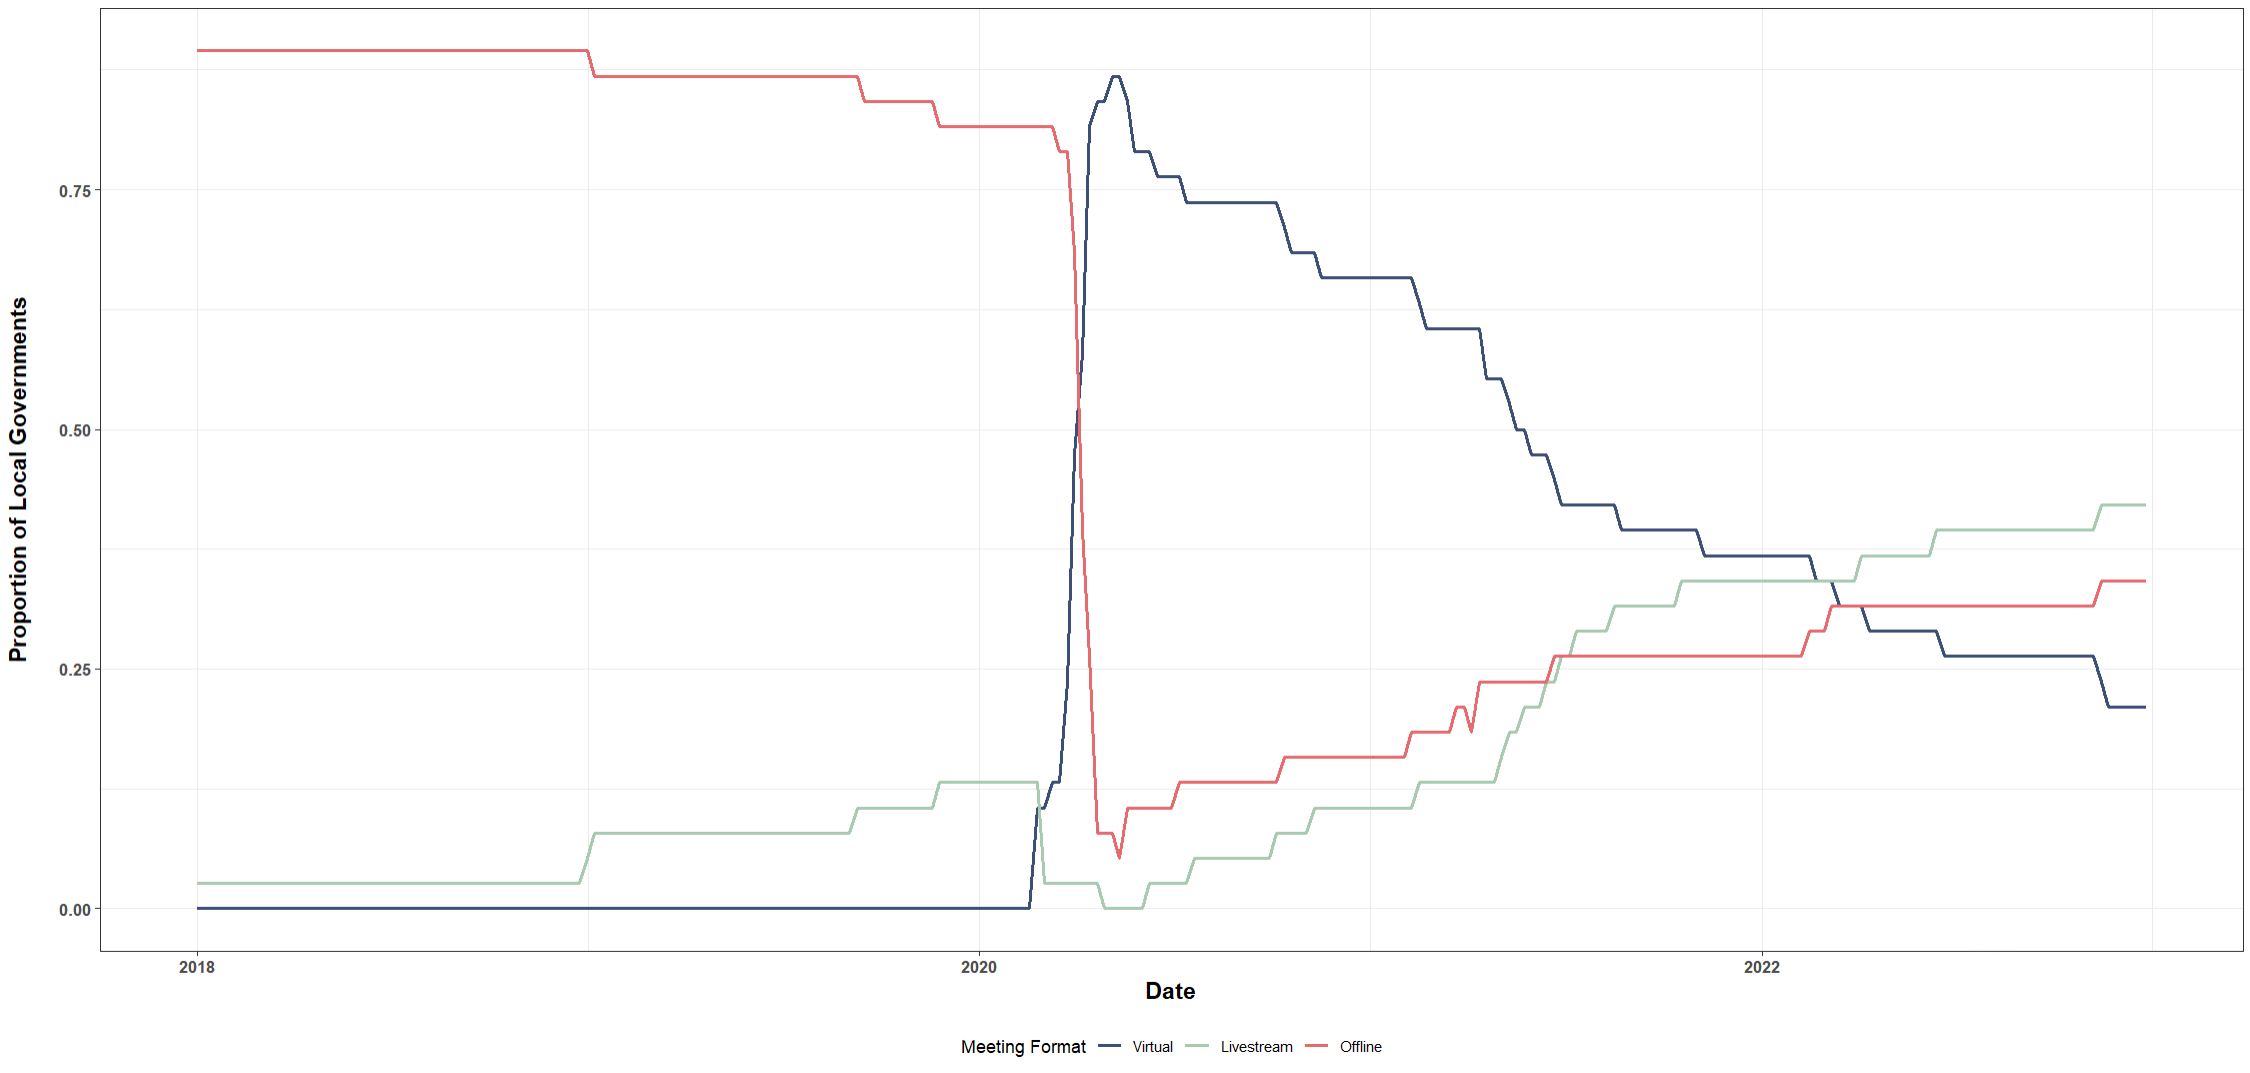 Proportion of Local Governments
0.75
0.50
0.25
0.00
2018 2020 2022
Date
Meeting Format Virtual Livestream Offline